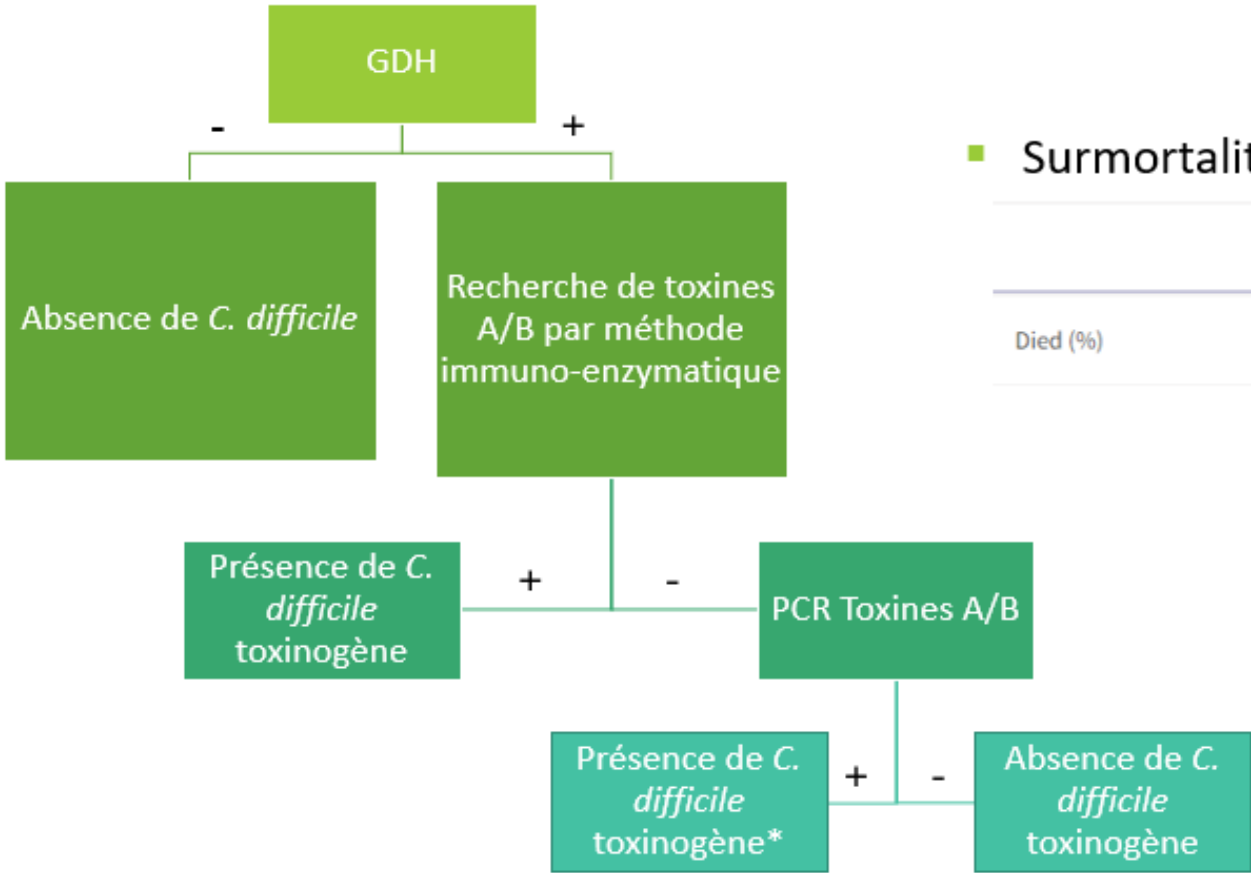 GDH
-
+
Absence de C. difficile
Recherche de toxines
A/B par méthode
immuno-enzymatique
Présence de C.
difficile
toxinogène
+
-
PCR Toxines A/B
Présence de C.
difficile
toxinogène*
+
-
Absence de C.
difficile
toxinogène
▪ Surmortalit
Died (%)